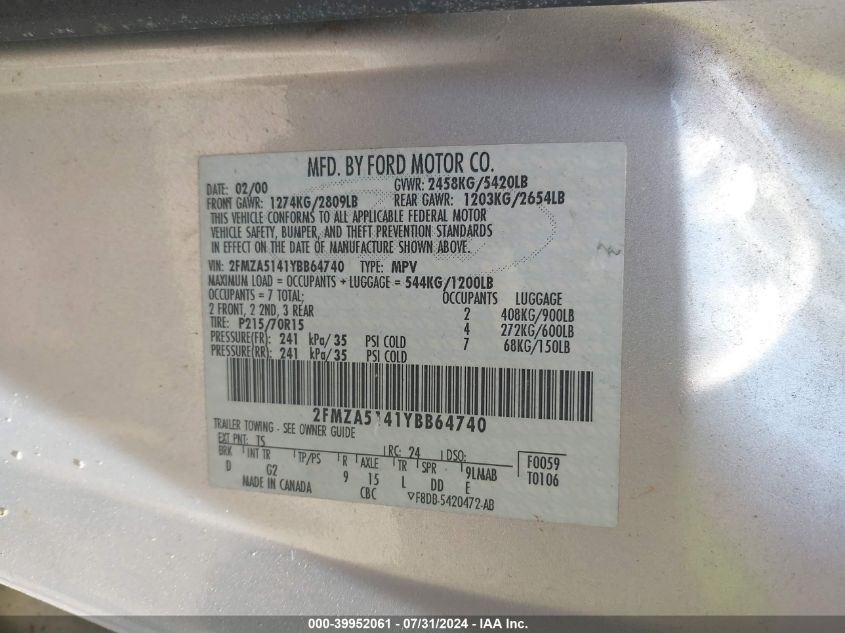 MFD. BY FORD MOTOR CO.
DATE: 02/00 GVWR: 2458KG/5420LB
FRONT GAWR: 1274KG/2809LB REAR GAWR: 1203KG/2654LB
THIS VEHICLE CONFORMS TO ALL APPLICABLE FEDERAL MOTOR
VEHICLE SAFETY, BUMPER, AND THEFT PREVENTION STANDARDS
IN EFFECT ON THE DATE OF MANUFACTURE SHOWN ABOVE.
VIN: 2FMZA5141YBB64740 TYPE: MPV
MAXIMUM LOAD = OCCUPANTS + LUGGAGE = 544KG/1200LB
OCCUPANTS = 7 TOTAL; OCCUPANTS LUGGAGE
2 FRONT, 2 2ND, 3 REAR 2 408KG/900LB
TIRE: P215/70R15 4 272KG/600LB
PRESSURE(FR): 241 kPa/35 PSI COLD 7 68KG/150LB
PRESSURE(RR): 241 kPa/35 PSI COLD
2FMZA5141YBB64740
TRAILER TOWING - SEE OWNER GUIDE
EXT PNT: TS RC: 24 DSO: F0059
BRK INT TR TP/PS R AXLE TR SPR 9LMAB T0106
D G2 9 15 L DD E
MADE IN CANADA CBC ▽F8DB-5420472-AB
000-39952061 - 07/31/2024 - IAA Inc.